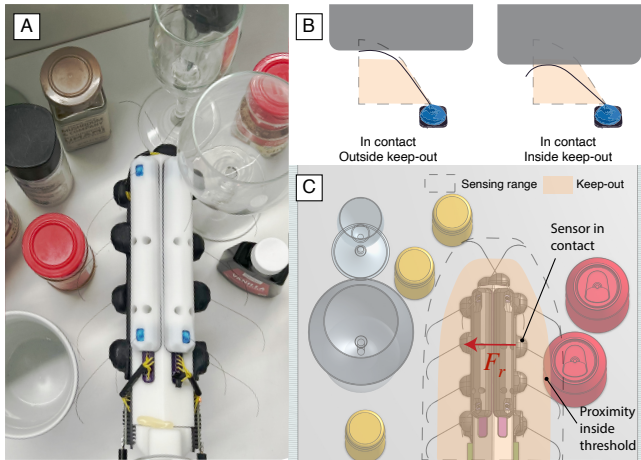 A
B
In contact
Outside keep-out
In contact
Inside keep-out
C
Sensing range
Keep-out
Sensor in
contact
Fr
Proximity
inside
threshold